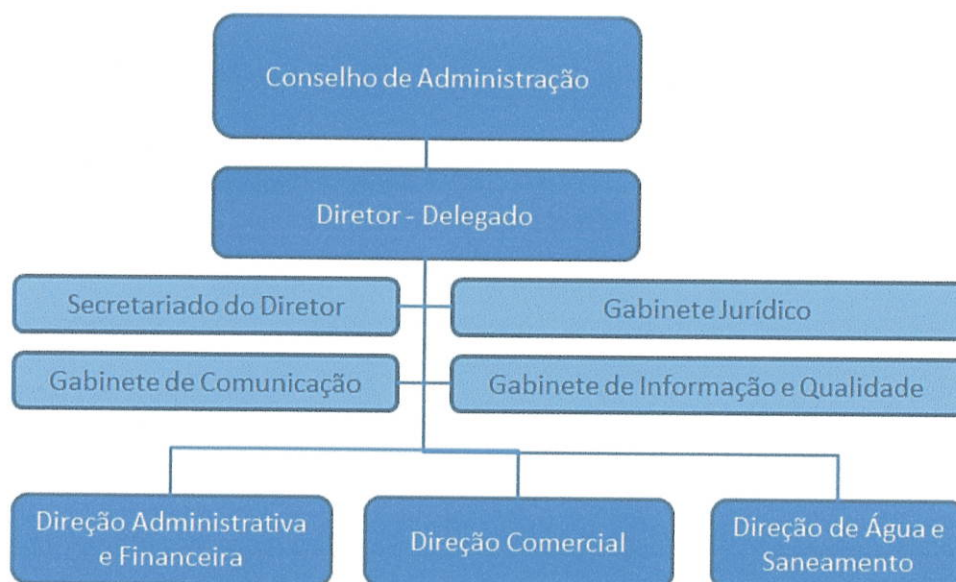 Conselho de Administração
Diretor - Delegado
Secretariado do Diretor
Gabinete Jurídico
Gabinete de Comunicação
Gabinete de Informação e Qualidade
Direção Administrativa
e Financeira
Direção Comercial
Direção de Água e
Saneamento